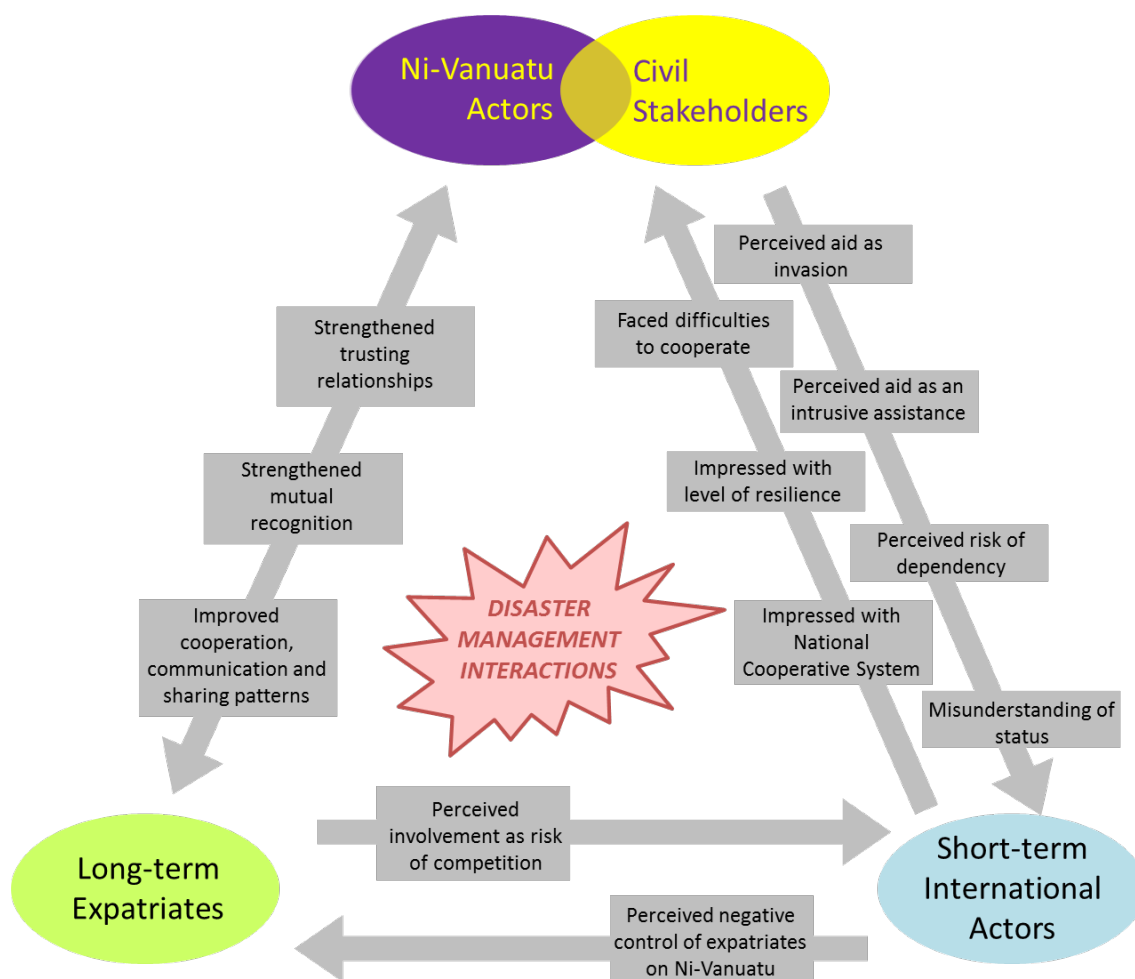 Ni-Vanuatu
Actors
Civil
Stakeholders
Perceived aid as
invasion
Faced difficulties
to cooperate
Strengthened
trusting
relationships
Perceived aid as an
intrusive assistance
Strengthened
mutual
recognition
Impressed with
level of resilience
Perceived risk of
dependency
Improved
cooperation,
communication and
sharing patterns
DISASTER
MANAGEMENT
INTERACTIONS
Impressed with
National
Cooperative System
Misunderstanding of
status
Perceived
involvement as risk
of competition
Long-term
Expatriates
Short-term
International
Actors
Perceived negative
control of expatriates
on Ni-Vanuatu